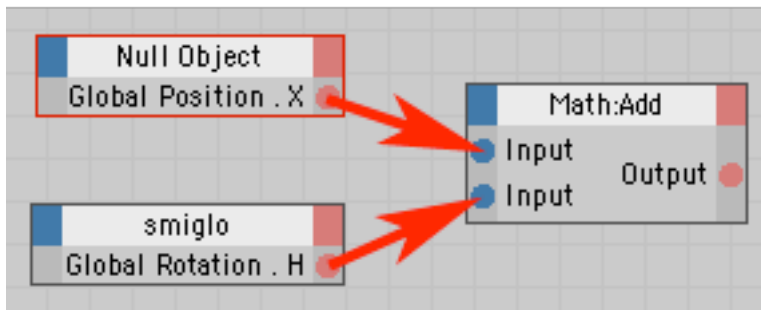 Null Object
Global Position . X
Math:Add
Input
Output
Input
smiglo
Global Rotation . H